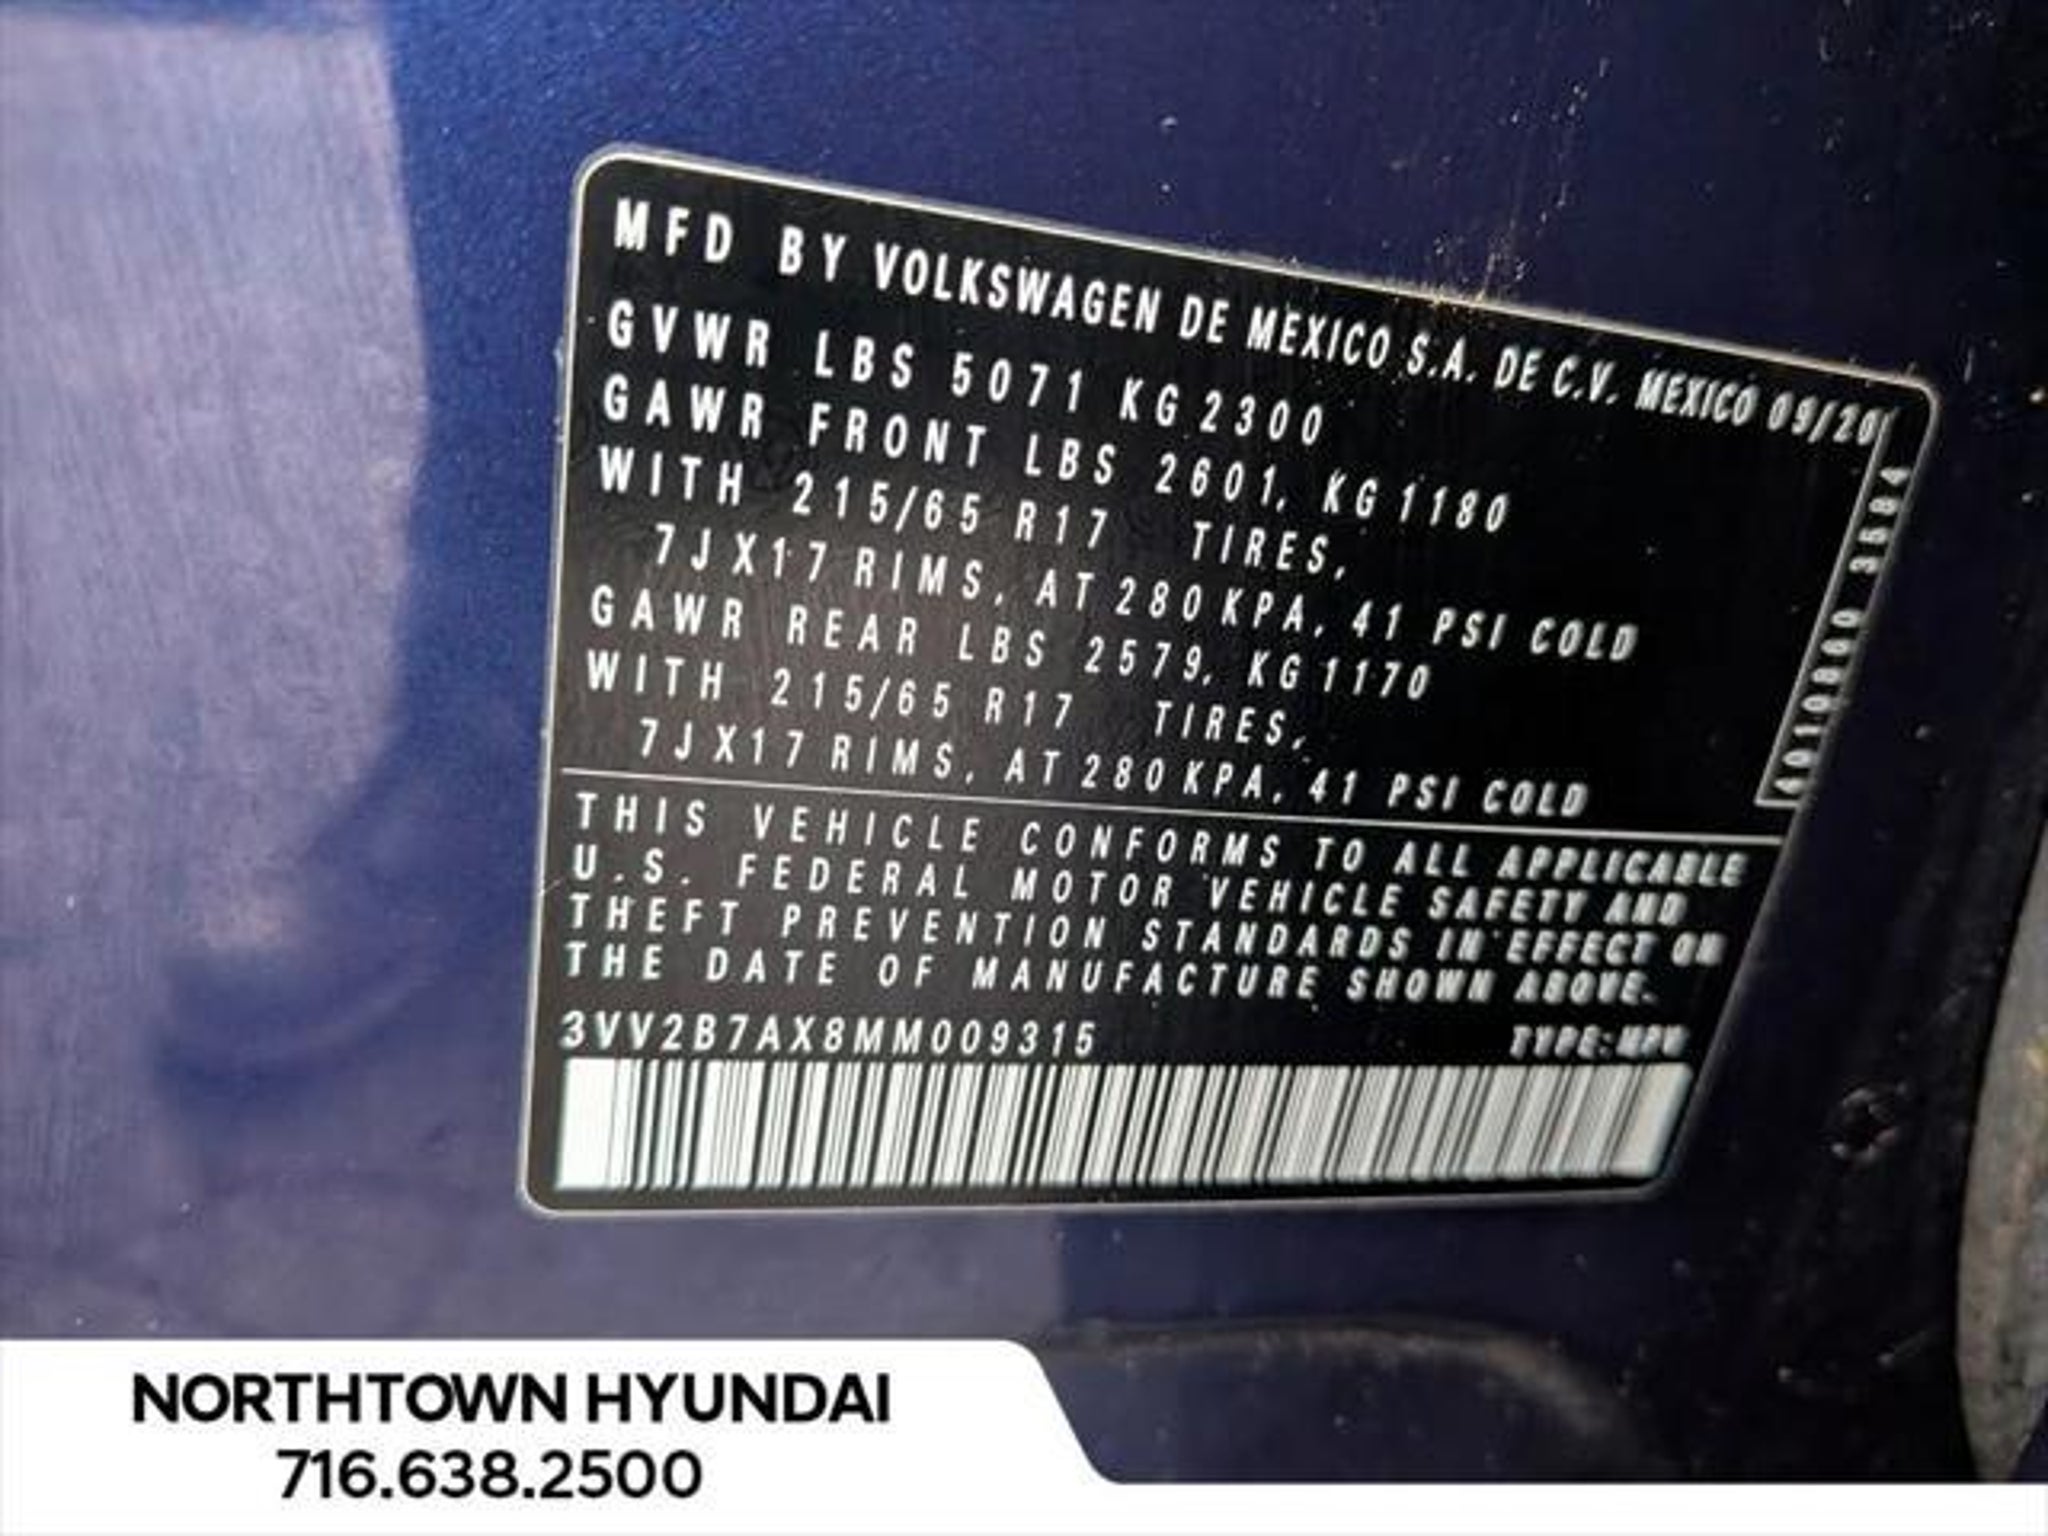 MFD BY VOLKSWAGEN DE MEXICO S.A. DE C.V. MEXICO 09/20
GVWR LBS 5071 KG 2300
GAWR FRONT LBS 2601, KG 1180
WITH 215/65 R17 TIRES,
7JX17 RIMS, AT 280 KPA, 41 PSI COLD
GAWR REAR LBS 2579, KG 1170
WITH 215/65 R17 TIRES,
7JX17 RIMS, AT 280 KPA, 41 PSI COLD
THIS VEHICLE CONFORMS TO ALL APPLICABLE
U.S. FEDERAL MOTOR VEHICLE SAFETY AND
THEFT PREVENTION STANDARDS IN EFFECT ON
THE DATE OF MANUFACTURE SHOWN ABOVE.
3VV2B7AX8MM009315 TYPE:MPV
NORTHTOWN HYUNDAI
716.638.2500